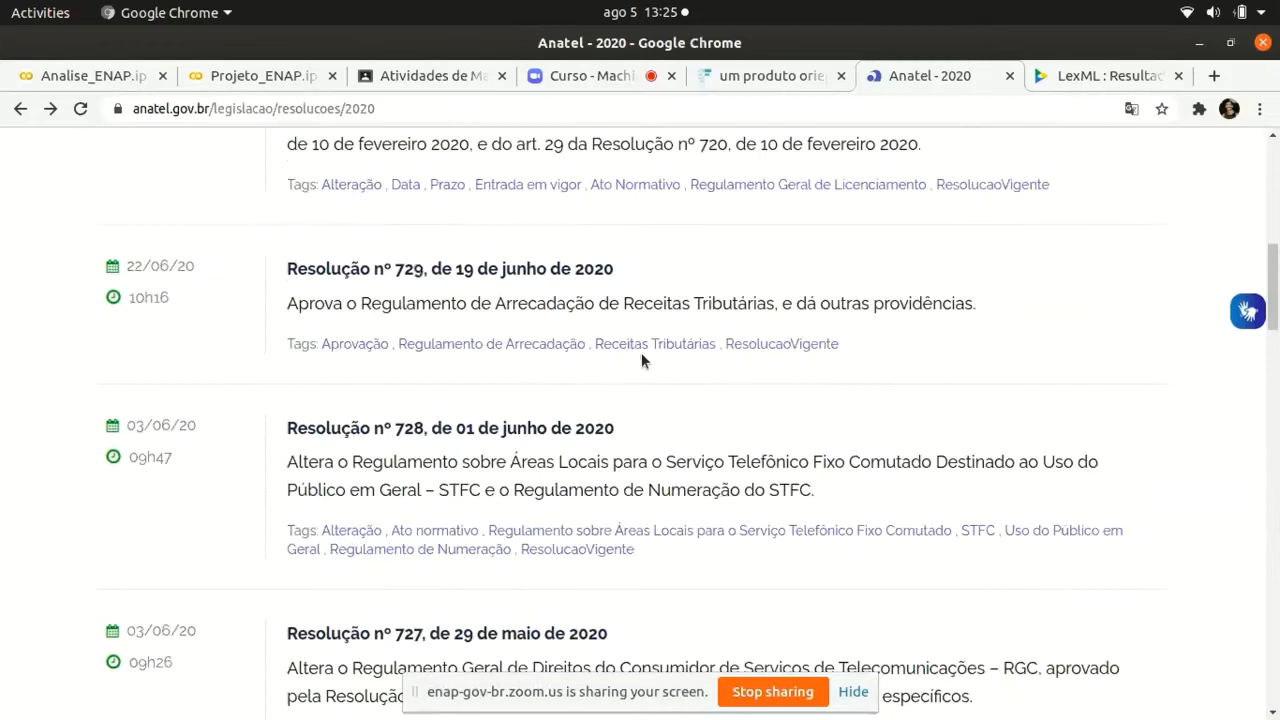 Activities
Google Chrome
ago 5 13:25
Anatel - 2020 - Google Chrome
Analise_ENAP.ip
Projeto_ENAP.ip
Atividades de Ma
Curso - Machi
um produto orie
Anatel - 2020
LexML : Resultac
anatel.gov.br/legislacao/resolucoes/2020
de 10 de fevereiro 2020, e do art. 29 da Resolução nº 720, de 10 de fevereiro 2020.
Tags: Alteração , Data , Prazo , Entrada em vigor , Ato Normativo , Regulamento Geral de Licenciamento , ResolucaoVigente
22/06/20
10h16
Resolução nº 729, de 19 de junho de 2020
Aprova o Regulamento de Arrecadação de Receitas Tributárias, e dá outras providências.
Tags: Aprovação , Regulamento de Arrecadação , Receitas Tributárias , ResolucaoVigente
03/06/20
09h47
Resolução nº 728, de 01 de junho de 2020
Altera o Regulamento sobre Áreas Locais para o Serviço Telefônico Fixo Comutado Destinado ao Uso do
Público em Geral – STFC e o Regulamento de Numeração do STFC.
Tags: Alteração , Ato normativo , Regulamento sobre Áreas Locais para o Serviço Telefônico Fixo Comutado , STFC , Uso do Público em
Geral , Regulamento de Numeração , ResolucaoVigente
03/06/20
09h26
Resolução nº 727, de 29 de maio de 2020
Altera o Regulamento Geral de Direitos do Consumidor de Serviços de Telecomunicações – RGC, aprovado
pela Resoluç
específicos.
enap-gov-br.zoom.us is sharing your screen.
Stop sharing
Hide